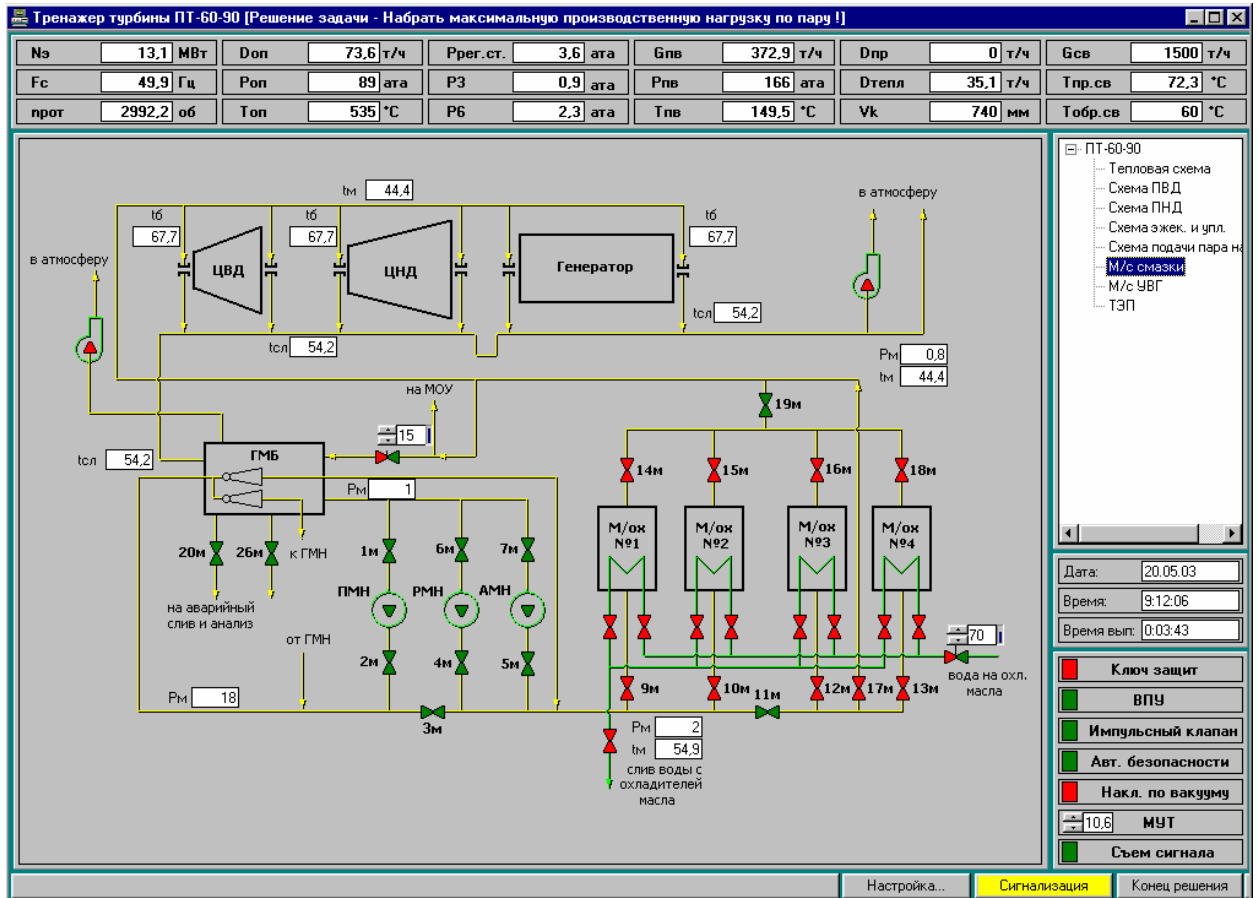 Тренажер турбины ПТ-60-90 [Решение задачи - Набрать максимальную производственную нагрузку по пару !]
Nэ 13,1 МВт Dоп 73,6 т/ч Ррег.ст. 3,6 ата Gпв 372,9 т/ч Dпр 0 т/ч Gсв 1500 т/ч
Fc 49,9 Гц Роп 89 ата Р3 0,9 ата Рпв 166 ата Dтепл 35,1 т/ч Тпр.св 72,3 °C
nрот 2992,2 об Топ 535 °C Р6 2,3 ата Тпв 149,5 °C Vk 740 мм Тобр.св 60 °C
tм 44,4
tб 67,7
tб 67,7
tб 67,7
в атмосферу
в атмосферу
ЦВД
ЦНД
Генератор
tсл 54,2
tсл 54,2
Рм 0,8
tм 44,4
на МОУ
19м
15
tсл 54,2
ГМБ
Рм 1
14м
15м
16м
18м
20м
26м
к ГМН
1м
6м
7м
М/ох №1
М/ох №2
М/ох №3
М/ох №4
ПМН
РМН
АМН
на аварийный
слив и анализ
от ГМН
2м
4м
5м
70
вода на охл.
масла
Рм 18
3м
9м
10м
11м
12м
17м
13м
Рм 2
tм 54,9
слив воды с
охладителей
масла
ПТ-60-90
Тепловая схема
Схема ПВД
Схема ПНД
Схема эжек. и упл.
Схема подачи пара на
М/с смазки
М/с УВГ
ТЭП
Дата: 20.05.03
Время: 9:12:06
Время вып: 0:03:43
Ключ защит
ВПУ
Импульсный клапан
Авт. безопасности
Накл. по вакууму
10,6 МУТ
Съем сигнала
Настройка... Сигнализация Конец решения